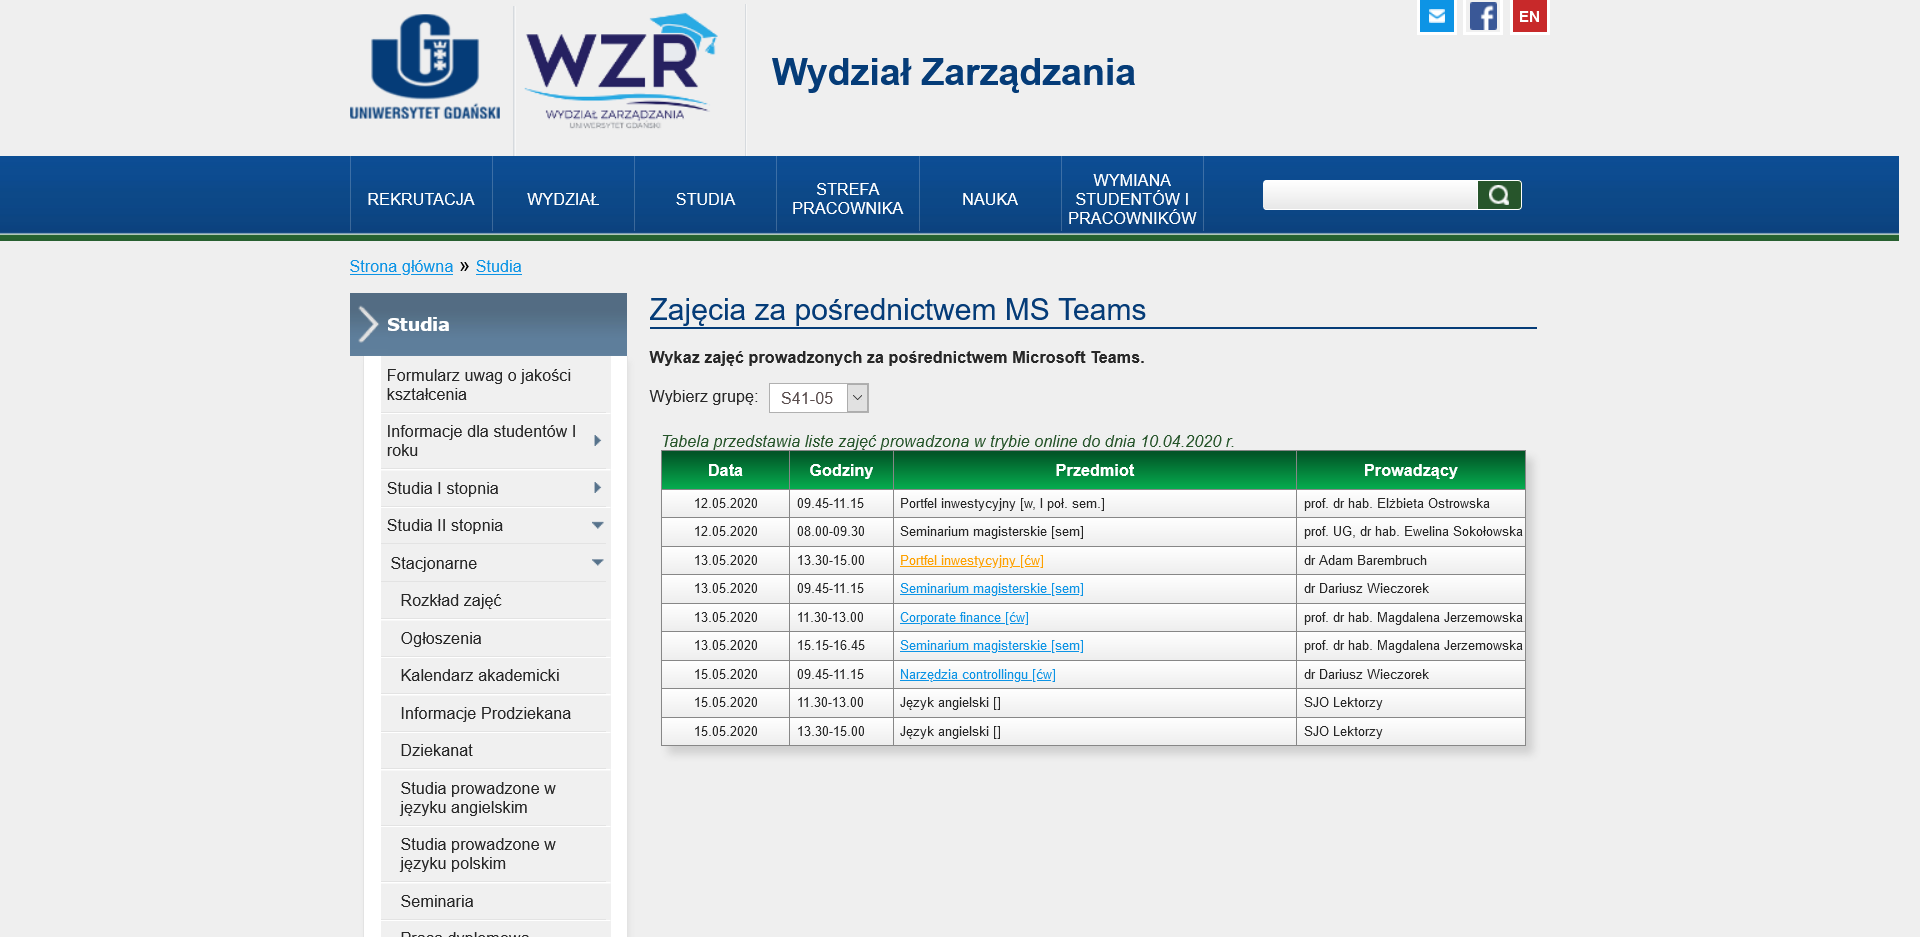 UNIWERSYTET GDAŃSKI
WZR
WYDZIAŁ ZARZĄDZANIA
UNIWERSYTET GDAŃSKI
Wydział Zarządzania
EN
REKRUTACJA
WYDZIAŁ
STUDIA
STREFA
PRACOWNIKA
NAUKA
WYMIANA
STUDENTÓW I
PRACOWNIKÓW
Strona główna » Studia
Studia
Formularz uwag o jakości
kształcenia
Informacje dla studentów I
roku
Studia I stopnia
Studia II stopnia
Stacjonarne
Rozkład zajęć
Ogłoszenia
Kalendarz akademicki
Informacje Prodziekana
Dziekanat
Studia prowadzone w
języku angielskim
Studia prowadzone w
języku polskim
Seminaria
Zajęcia za pośrednictwem MS Teams
Wykaz zajęć prowadzonych za pośrednictwem Microsoft Teams.
Wybierz grupę: S41-05
Tabela przedstawia liste zajęć prowadzona w trybie online do dnia 10.04.2020 r.
Data Godziny Przedmiot Prowadzący
12.05.2020 09.45-11.15 Portfel inwestycyjny [w, I poł. sem.] prof. dr hab. Elżbieta Ostrowska
12.05.2020 08.00-09.30 Seminarium magisterskie [sem] prof. UG, dr hab. Ewelina Sokołowska
13.05.2020 13.30-15.00 Portfel inwestycyjny [ćw] dr Adam Barembruch
13.05.2020 09.45-11.15 Seminarium magisterskie [sem] dr Dariusz Wieczorek
13.05.2020 11.30-13.00 Corporate finance [ćw] prof. dr hab. Magdalena Jerzemowska
13.05.2020 15.15-16.45 Seminarium magisterskie [sem] prof. dr hab. Magdalena Jerzemowska
15.05.2020 09.45-11.15 Narzędzia controllingu [ćw] dr Dariusz Wieczorek
15.05.2020 11.30-13.00 Język angielski [] SJO Lektorzy
15.05.2020 13.30-15.00 Język angielski [] SJO Lektorzy